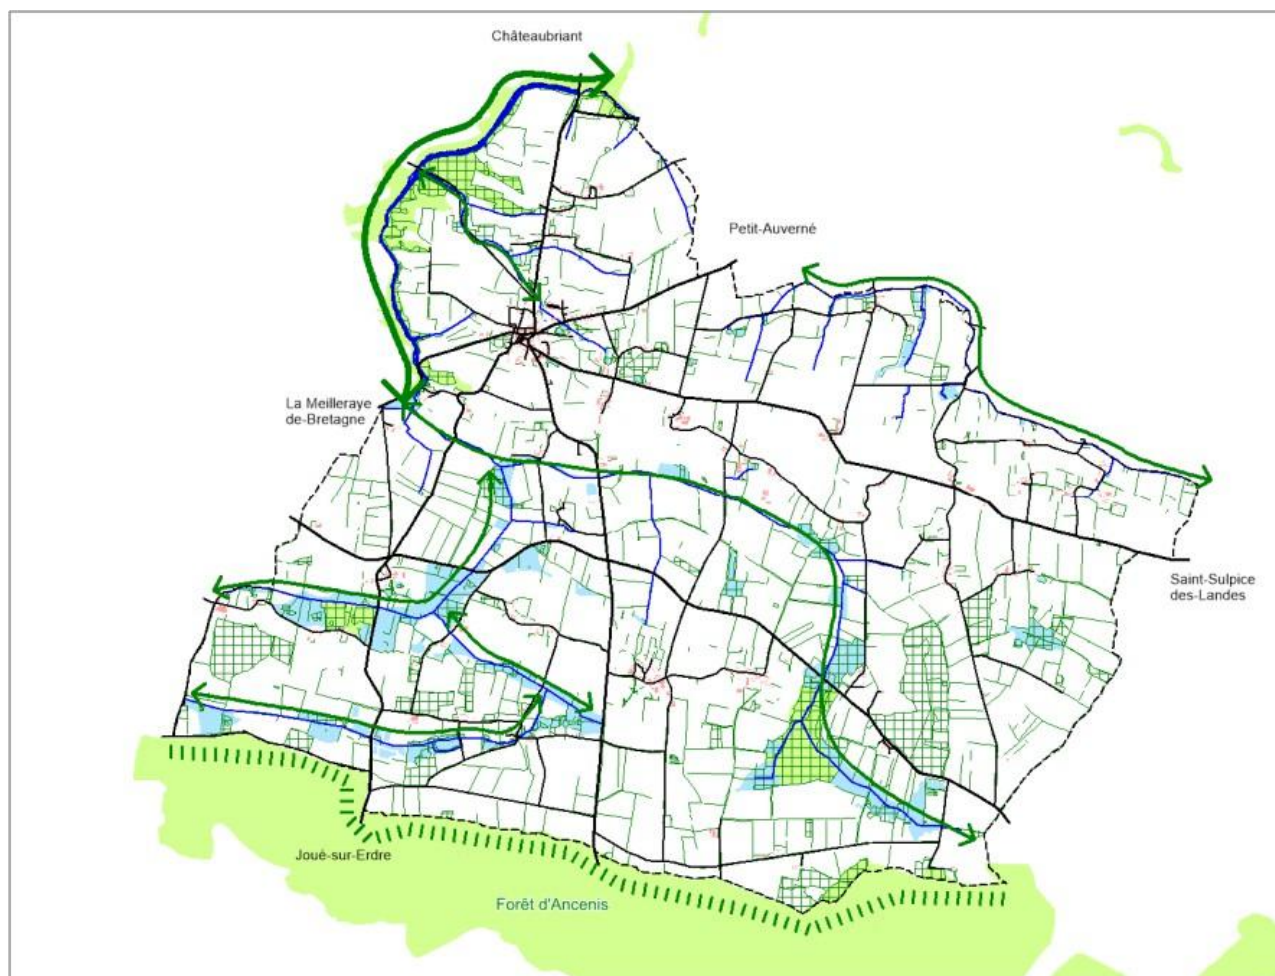 Châteaubriant
Petit-Auverné
La Meilleraye
de-Bretagne
Saint-Sulpice
des-Landes
Joué-sur-Erdre
Forêt d'Ancenis